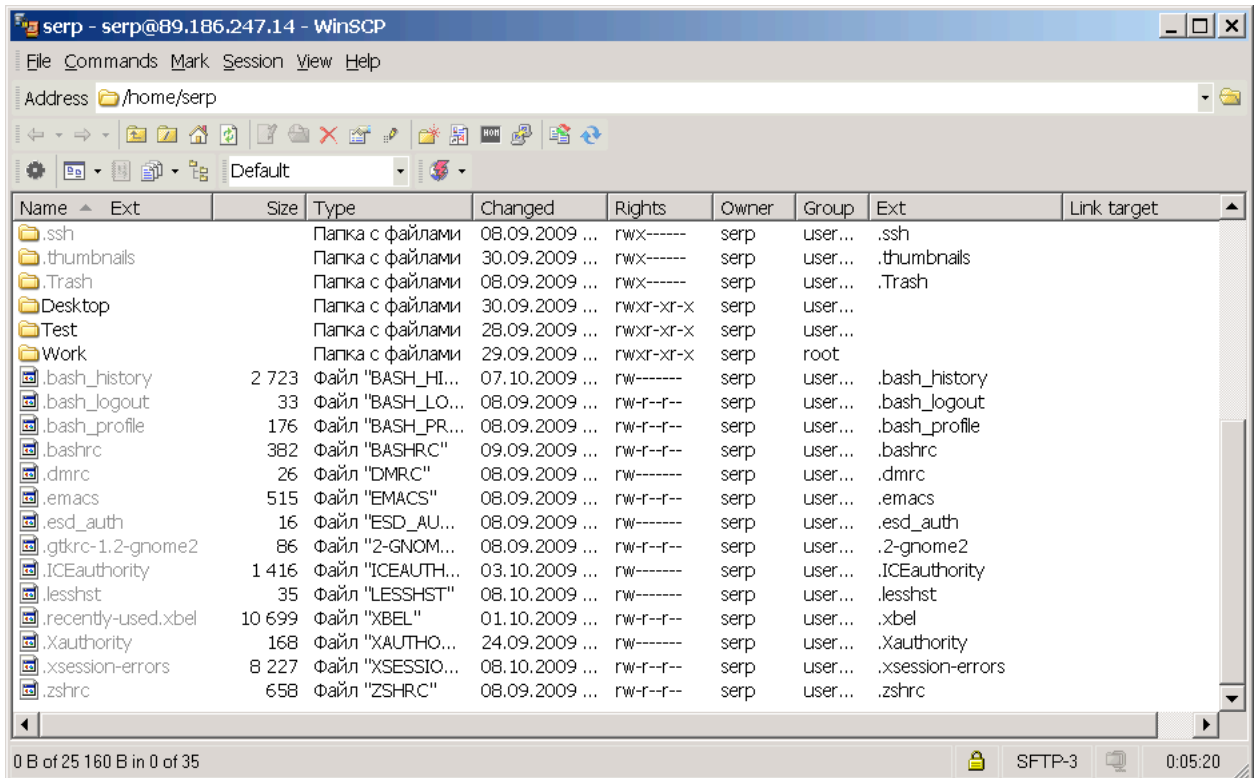 serp - serp@89.186.247.14 - WinSCP
File Commands Mark Session View Help
Address /home/serp
Default
Name Ext Size Type Changed Rights Owner Group Ext Link target
.ssh Папка с файлами 08.09.2009 ... rwx------ serp user... .ssh
.thumbnails Папка с файлами 30.09.2009 ... rwx------ serp user... .thumbnails
.Trash Папка с файлами 08.09.2009 ... rwx------ serp user... .Trash
Desktop Папка с файлами 30.09.2009 ... rwxr-xr-x serp user...
Test Папка с файлами 28.09.2009 ... rwxr-xr-x serp user...
Work Папка с файлами 29.09.2009 ... rwxr-xr-x serp root
.bash_history 2 723 Файл "BASH_HI... 07.10.2009 ... rw------- serp user... .bash_history
.bash_logout 33 Файл "BASH_LO... 08.09.2009 ... rw-r--r-- serp user... .bash_logout
.bash_profile 176 Файл "BASH_PR... 08.09.2009 ... rw-r--r-- serp user... .bash_profile
.bashrc 382 Файл "BASHRC" 09.09.2009 ... rw-r--r-- serp user... .bashrc
.dmrc 26 Файл "DMRC" 08.09.2009 ... rw------- serp user... .dmrc
.emacs 515 Файл "EMACS" 08.09.2009 ... rw-r--r-- serp user... .emacs
.esd_auth 16 Файл "ESD_AU... 08.09.2009 ... rw------- serp user... .esd_auth
.gtkrc-1.2-gnome2 86 Файл "2-GNOM... 08.09.2009 ... rw-r--r-- serp user... .2-gnome2
.ICEauthority 1 416 Файл "ICEAUTH... 03.10.2009 ... rw------- serp user... .ICEauthority
.lesshst 35 Файл "LESSHST" 08.10.2009 ... rw------- serp user... .lesshst
.recently-used.xbel 10 699 Файл "XBEL" 01.10.2009 ... rw-r--r-- serp user... .xbel
.Xauthority 168 Файл "XAUTHO... 24.09.2009 ... rw------- serp user... .Xauthority
.xsession-errors 8 227 Файл "XSESSIO... 08.10.2009 ... rw-r--r-- serp user... .xsession-errors
.zshrc 658 Файл "ZSHRC" 08.09.2009 ... rw-r--r-- serp user... .zshrc
0 B of 25 160 B in 0 of 35 SFTP-3 0:05:20